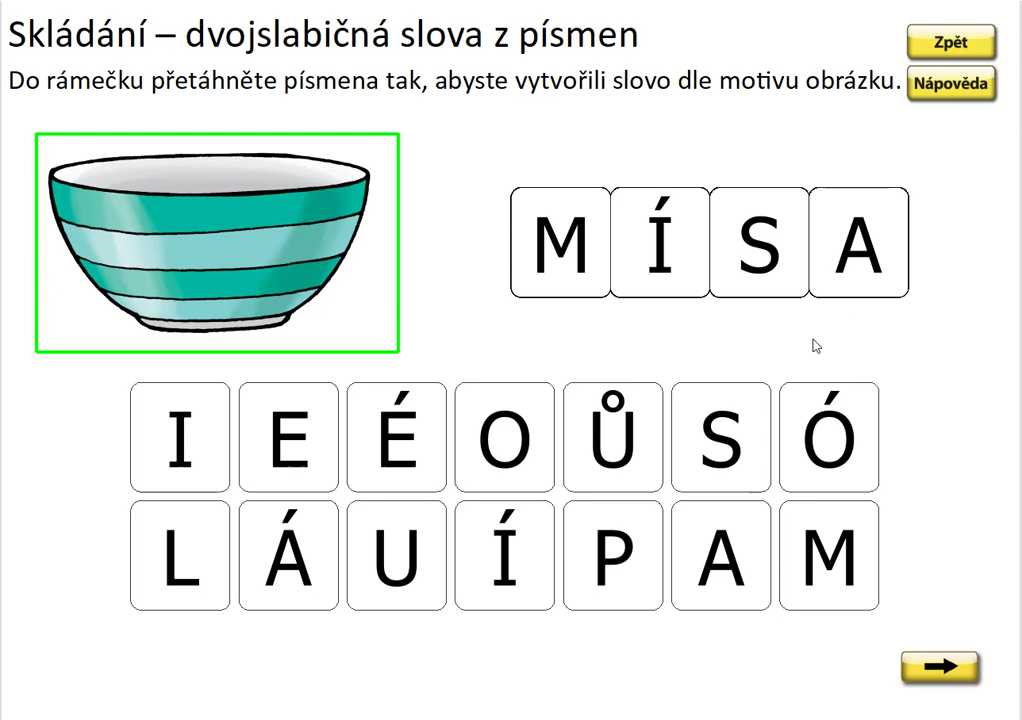 Skládání – dvojslabičná slova z písmen
Zpět
Do rámečku přetáhněte písmena tak, abyste vytvořili slovo dle motivu obrázku.
Nápověda
M Í S A
I E É O Ů S Ó
L Á U Í P A M